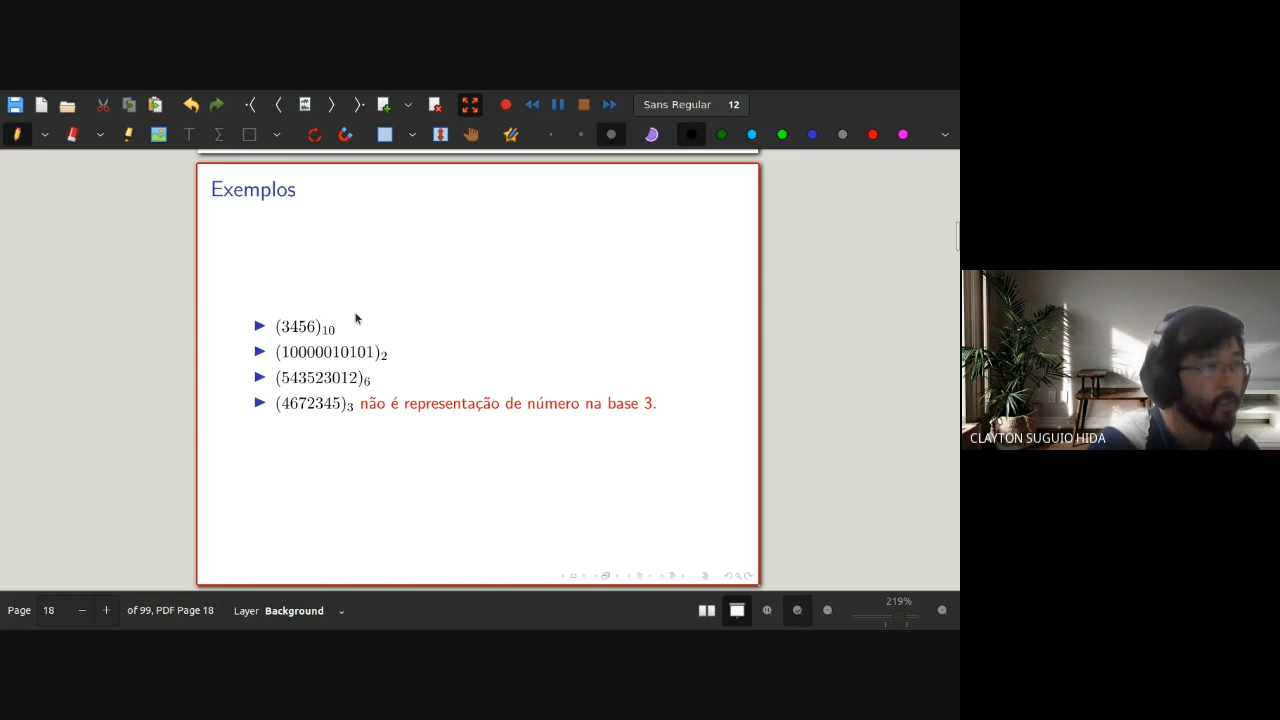 Sans Regular 12
Exemplos
(3456)10
(10000010101)2
(543523012)6
(4672345)3 não é representação de número na base 3.
CLAYTON SUGUIO HIDA
Page 18 of 99, PDF Page 18 Layer Background 219%